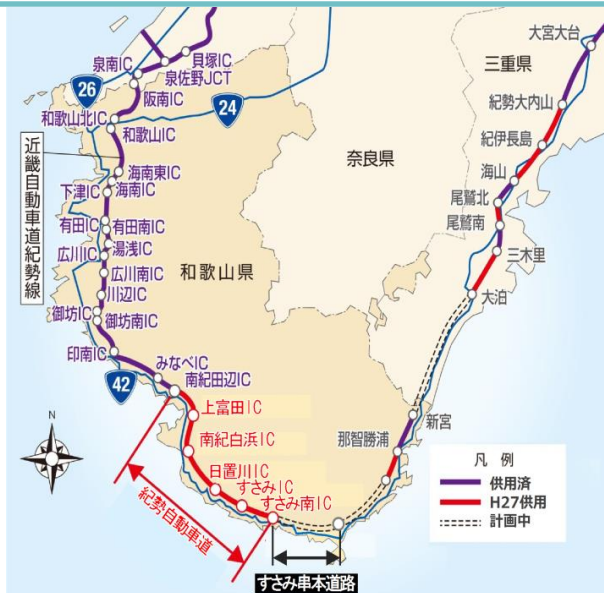 大宮大台
三重県
貝塚IC
泉南IC
泉佐野JCT
26
阪南IC
24
紀勢大内山
和歌山北IC
和歌山IC
近畿自動車道紀勢線
奈良県
紀伊長島
海南東IC
海山
下津IC
海南IC
尾鷲北
有田IC
有田南IC
尾鷲南
湯浅IC
広川IC
三木里
和歌山県
広川南IC
川辺IC
大泊
御坊IC
御坊南IC
印南IC
みなべIC
42
南紀田辺IC
上富田IC
新宮
那智勝浦
N
南紀白浜IC
日置川IC
すさみIC
すさみ南IC
紀勢自動車道
凡 例
供用済
H27供用
計画中
すさみ串本道路